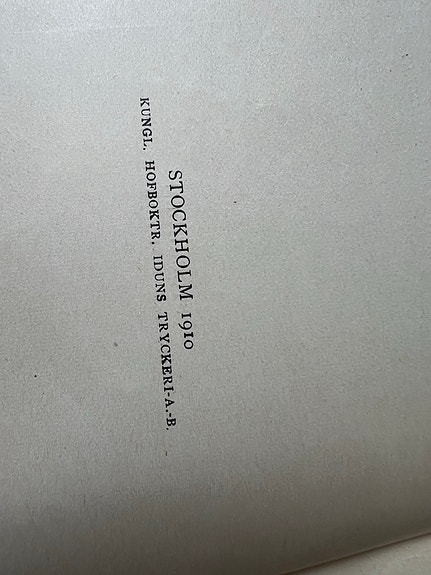 STOCKHOLM 1910
KUNGL. HOFBOKTR. IDUNS TRYCKERI-A.-B.